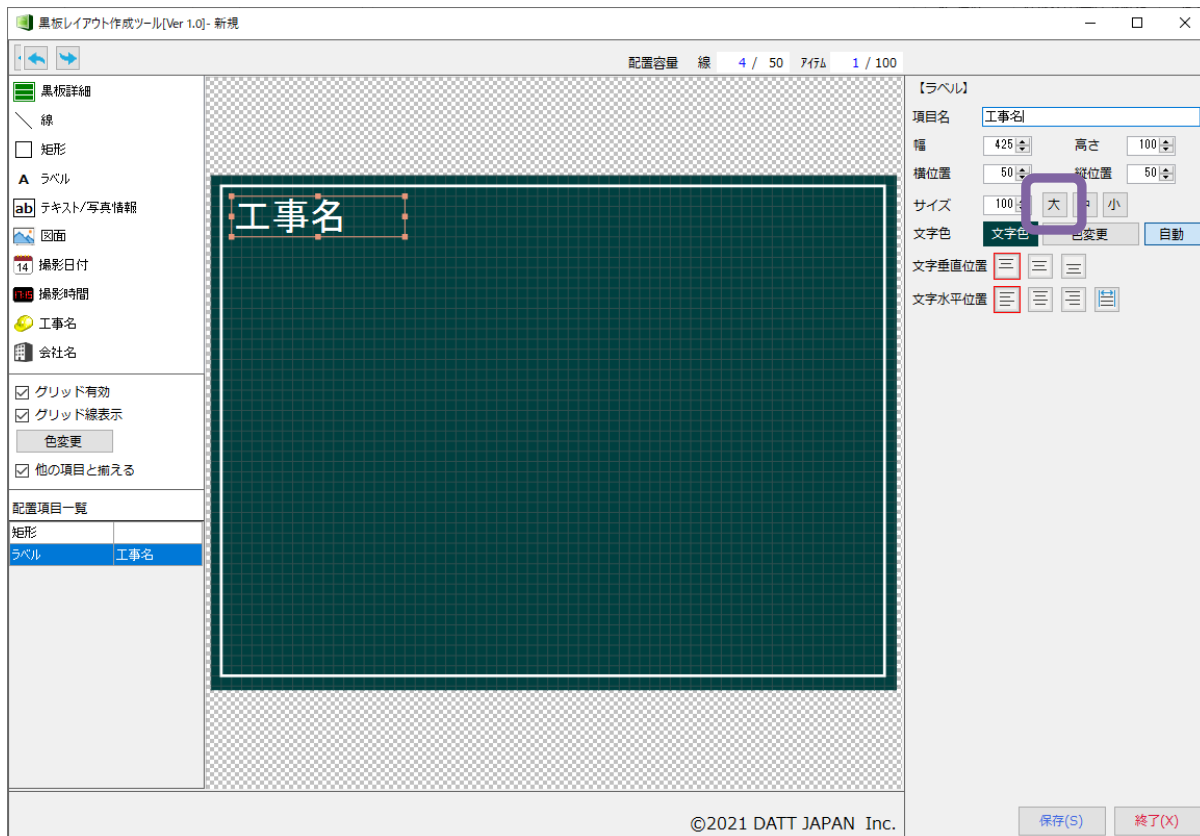 黒板レイアウト作成ツール[Ver 1.0]- 新規
配置容量 線 4 / 50 ｱｲﾃﾑ 1 / 100
黒板詳細
線
矩形
A ラベル
ab テキスト/写真情報
図面
14 撮影日付
撮影時間
工事名
会社名
グリッド有効
グリッド線表示
色変更
他の項目と揃える
配置項目一覧
矩形
ラベル 工事名
工事名
【ラベル】
項目名 工事名
幅 425 高さ 100
横位置 50 縦位置 50
サイズ 100 大 小
文字色 文字色 色変更 自動
文字垂直位置
文字水平位置
©2021 DATT JAPAN Inc.
保存(S) 終了(X)